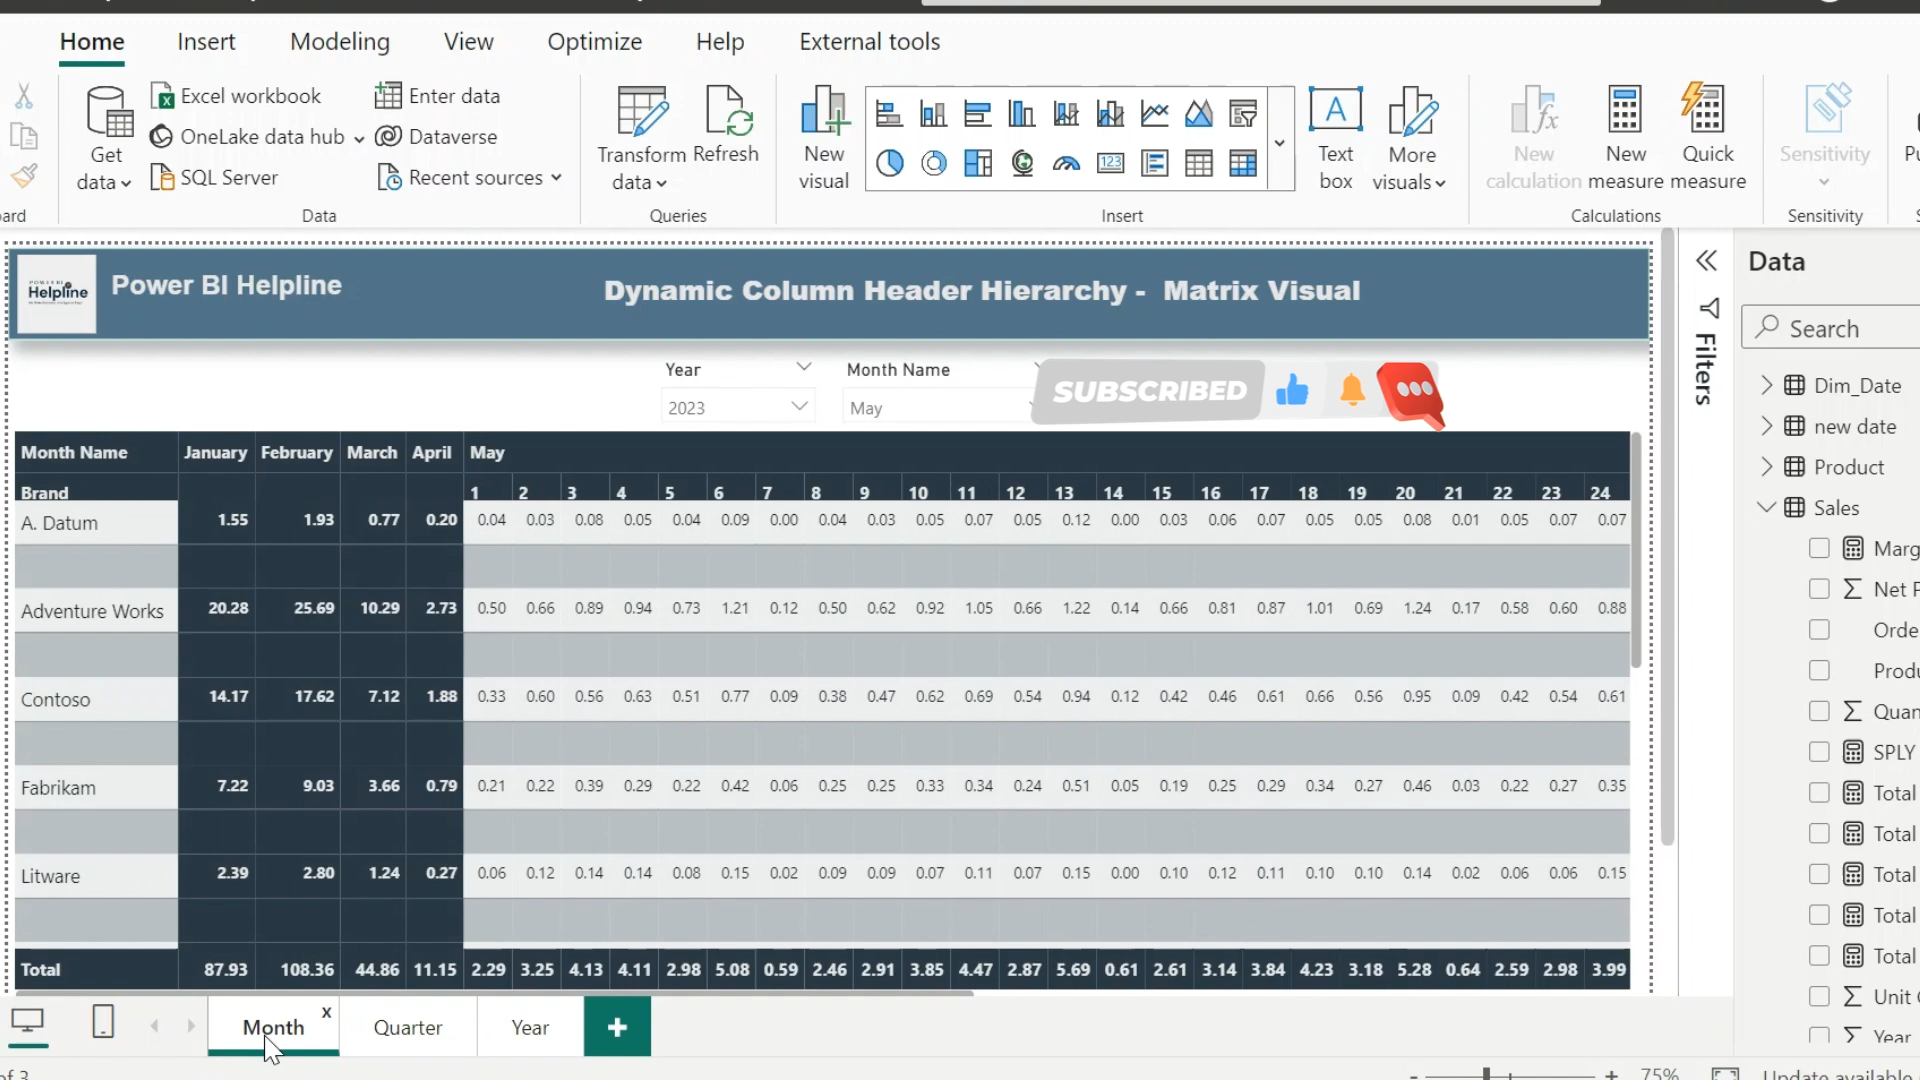 Home Insert Modeling View Optimize Help External tools
Excel workbook Enter data
OneLake data hub Dataverse
SQL Server Recent sources
Get data
Transform data Refresh
New visual
123
A
Text box
More visuals
New calculation
New measure
Quick measure
Sensitivity
Data Queries Insert Calculations Sensitivity
Helpline
Power BI Helpline
Dynamic Column Header Hierarchy - Matrix Visual
Year Month Name
2023 May
SUBSCRIBED
Month Name January February March April May
Brand 1 2 3 4 5 6 7 8 9 10 11 12 13 14 15 16 17 18 19 20 21 22 23 24
A. Datum 1.55 1.93 0.77 0.20 0.04 0.03 0.08 0.05 0.04 0.09 0.00 0.04 0.03 0.05 0.07 0.05 0.12 0.00 0.03 0.06 0.07 0.05 0.05 0.08 0.01 0.05 0.07 0.07
Adventure Works 20.28 25.69 10.29 2.73 0.50 0.66 0.89 0.94 0.73 1.21 0.12 0.50 0.62 0.92 1.05 0.66 1.22 0.14 0.66 0.81 0.87 1.01 0.69 1.24 0.17 0.58 0.60 0.88
Contoso 14.17 17.62 7.12 1.88 0.33 0.60 0.56 0.63 0.51 0.77 0.09 0.38 0.47 0.62 0.69 0.54 0.94 0.12 0.42 0.46 0.61 0.66 0.56 0.95 0.09 0.42 0.54 0.61
Fabrikam 7.22 9.03 3.66 0.79 0.21 0.22 0.39 0.29 0.22 0.42 0.06 0.25 0.25 0.33 0.34 0.24 0.51 0.05 0.19 0.25 0.29 0.34 0.27 0.46 0.03 0.22 0.27 0.35
Litware 2.39 2.80 1.24 0.27 0.06 0.12 0.14 0.14 0.08 0.15 0.02 0.09 0.09 0.07 0.11 0.07 0.15 0.00 0.10 0.12 0.11 0.10 0.10 0.14 0.02 0.06 0.06 0.15
Total 87.93 108.36 44.86 11.15 2.29 3.25 4.13 4.11 2.98 5.08 0.59 2.46 2.91 3.85 4.47 2.87 5.69 0.61 2.61 3.14 3.84 4.23 3.18 5.28 0.64 2.59 2.98 3.99
Filters
Data
Search
Dim_Date
new date
Product
Sales
Marg
Net P
Orde
Produ
Quan
SPLY
Total
Total
Total
Total
Total
Unit
Year
Month x Quarter Year +
of 3
- + 75% Update available